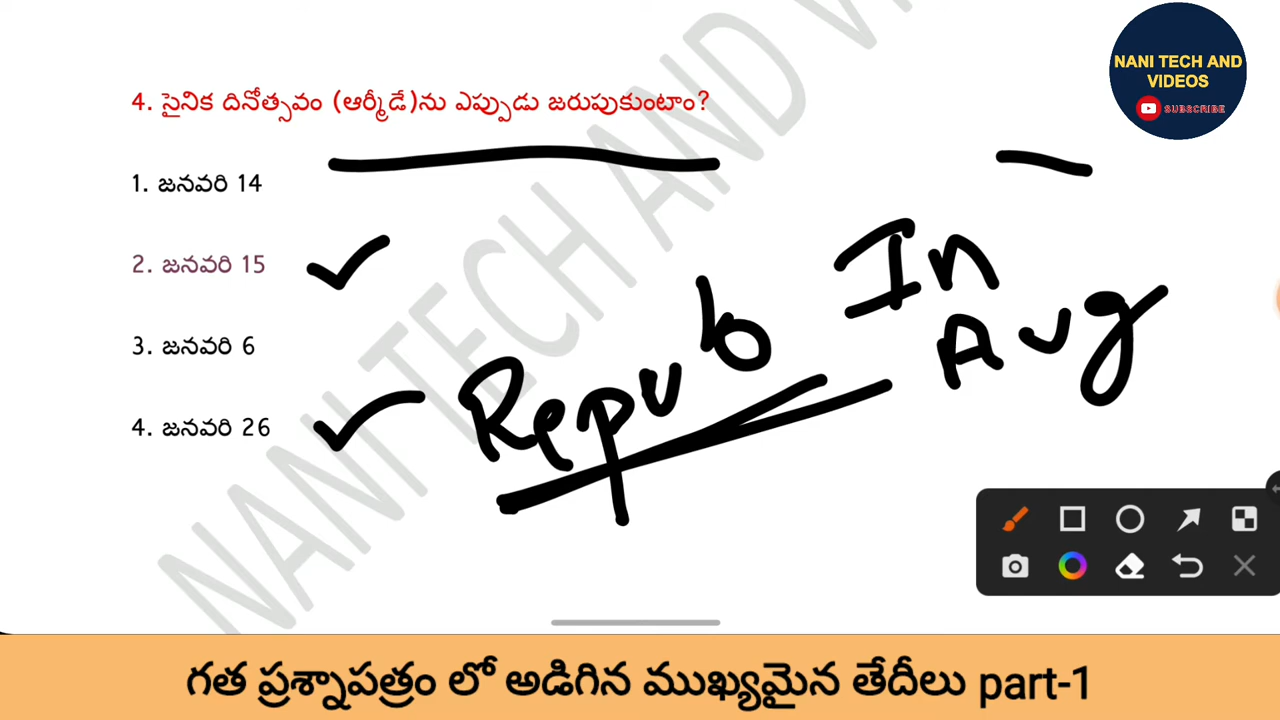 NANI TECH AND
VIDEOS
SUBSCRIBE
4. సైనిక దినోత్సవం (ఆర్మీడే)ను ఎప్పుడు జరుపుకుంటాం?
1. జనవరి 14
2. జనవరి 15
3. జనవరి 6
4. జనవరి 26
Repub
In
Aug
NANI TECH AND V
గత ప్రశ్నాపత్రం లో అడిగిన ముఖ్యమైన తేదీలు part-1